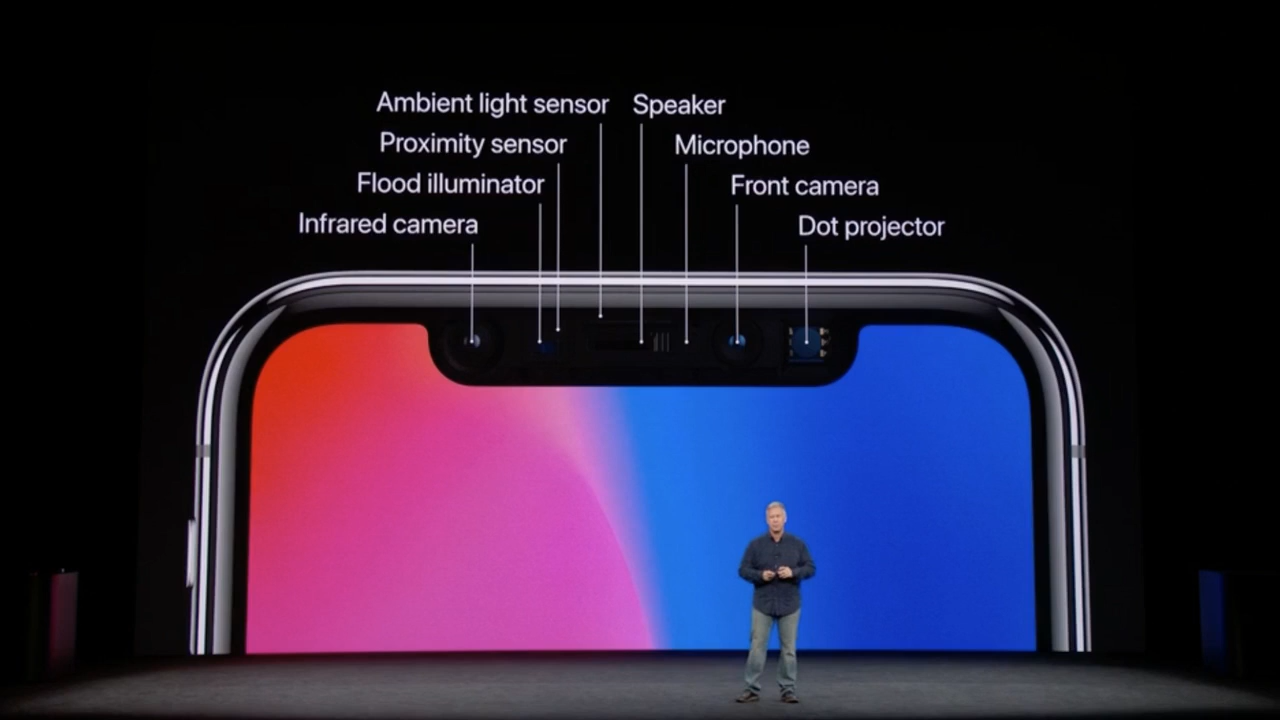 Ambient light sensor
Speaker
Proximity sensor
Microphone
Flood illuminator
Front camera
Infrared camera
Dot projector